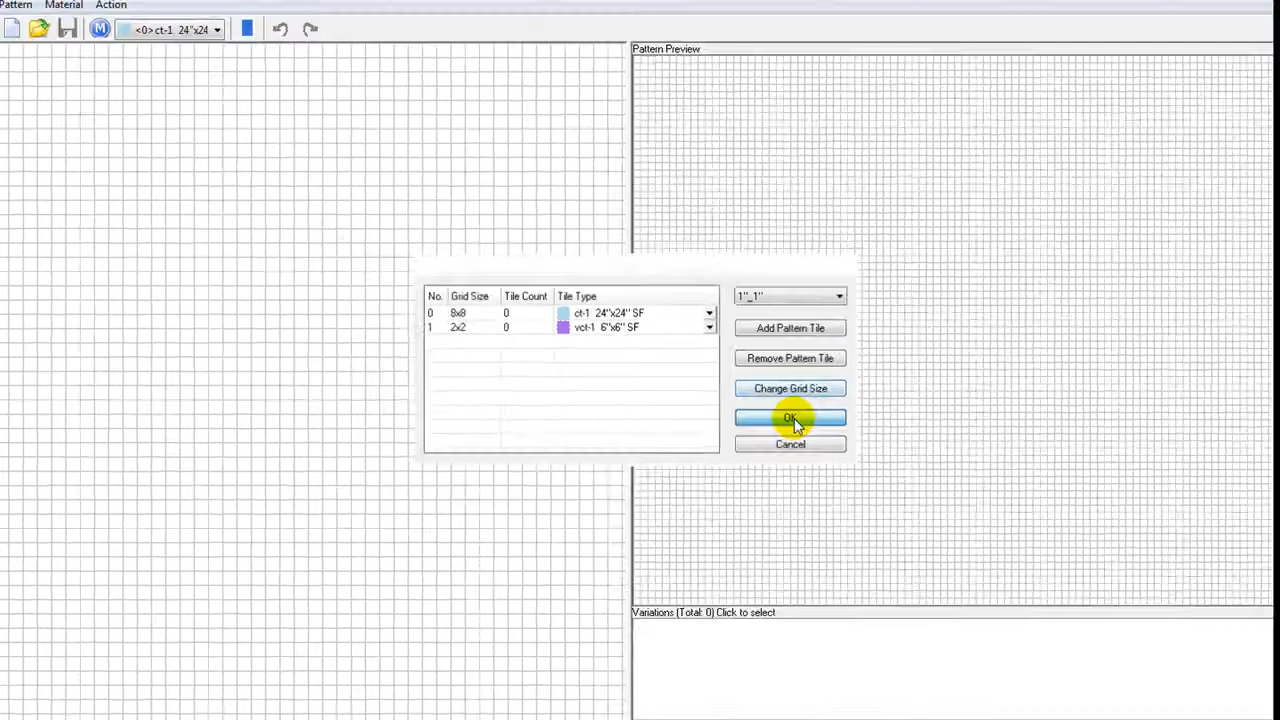 Pattern Material Action
M <0> ct-1 24"x24
Pattern Preview
No. Grid Size Tile Count Tile Type
0 8x8 0 ct-1 24"x24" SF
1 2x2 0 vct-1 6"x6" SF
1"_1"
Add Pattern Tile
Remove Pattern Tile
Change Grid Size
OK
Cancel
Variations (Total: 0) Click to select